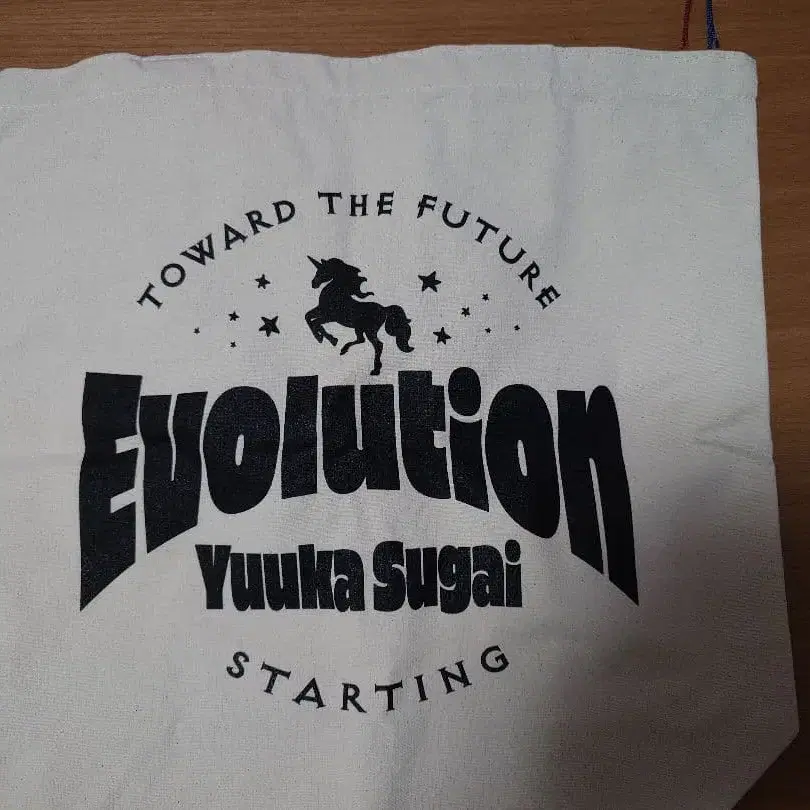 TOWARD THE FUTURE
Evolution
Yuuka Sugai
STARTING